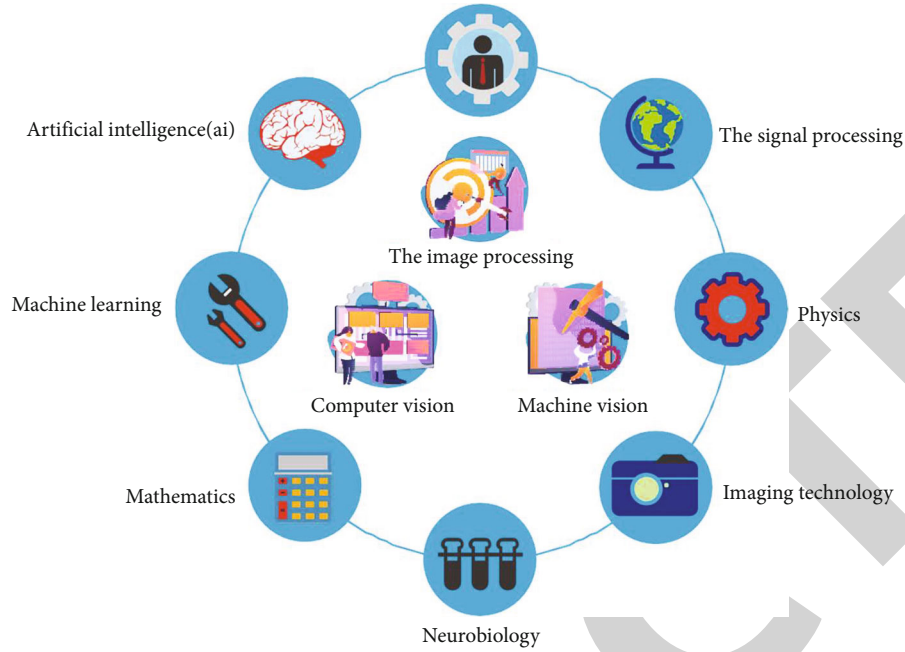 Artificial intelligence(ai)
The signal processing
The image processing
Machine learning
Physics
Computer vision
Machine vision
Mathematics
Imaging technology
Neurobiology